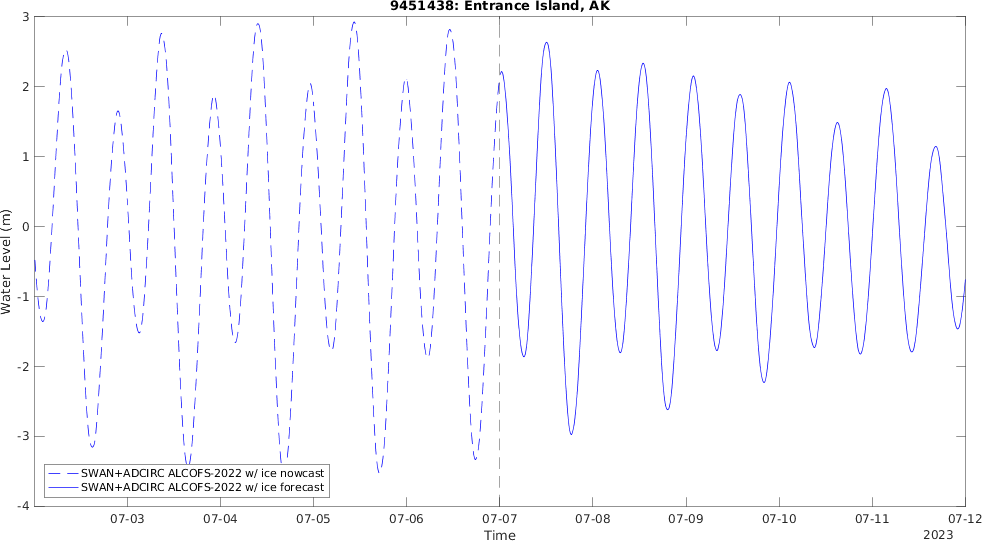 9451438: Entrance Island, AK
3
2
1
0
-1
-2
-3
-4
Water Level (m)
SWAN+ADCIRC ALCOFS-2022 w/ ice nowcast
SWAN+ADCIRC ALCOFS-2022 w/ ice forecast
07-03 07-04 07-05 07-06 07-07 07-08 07-09 07-10 07-11 07-12
Time
2023